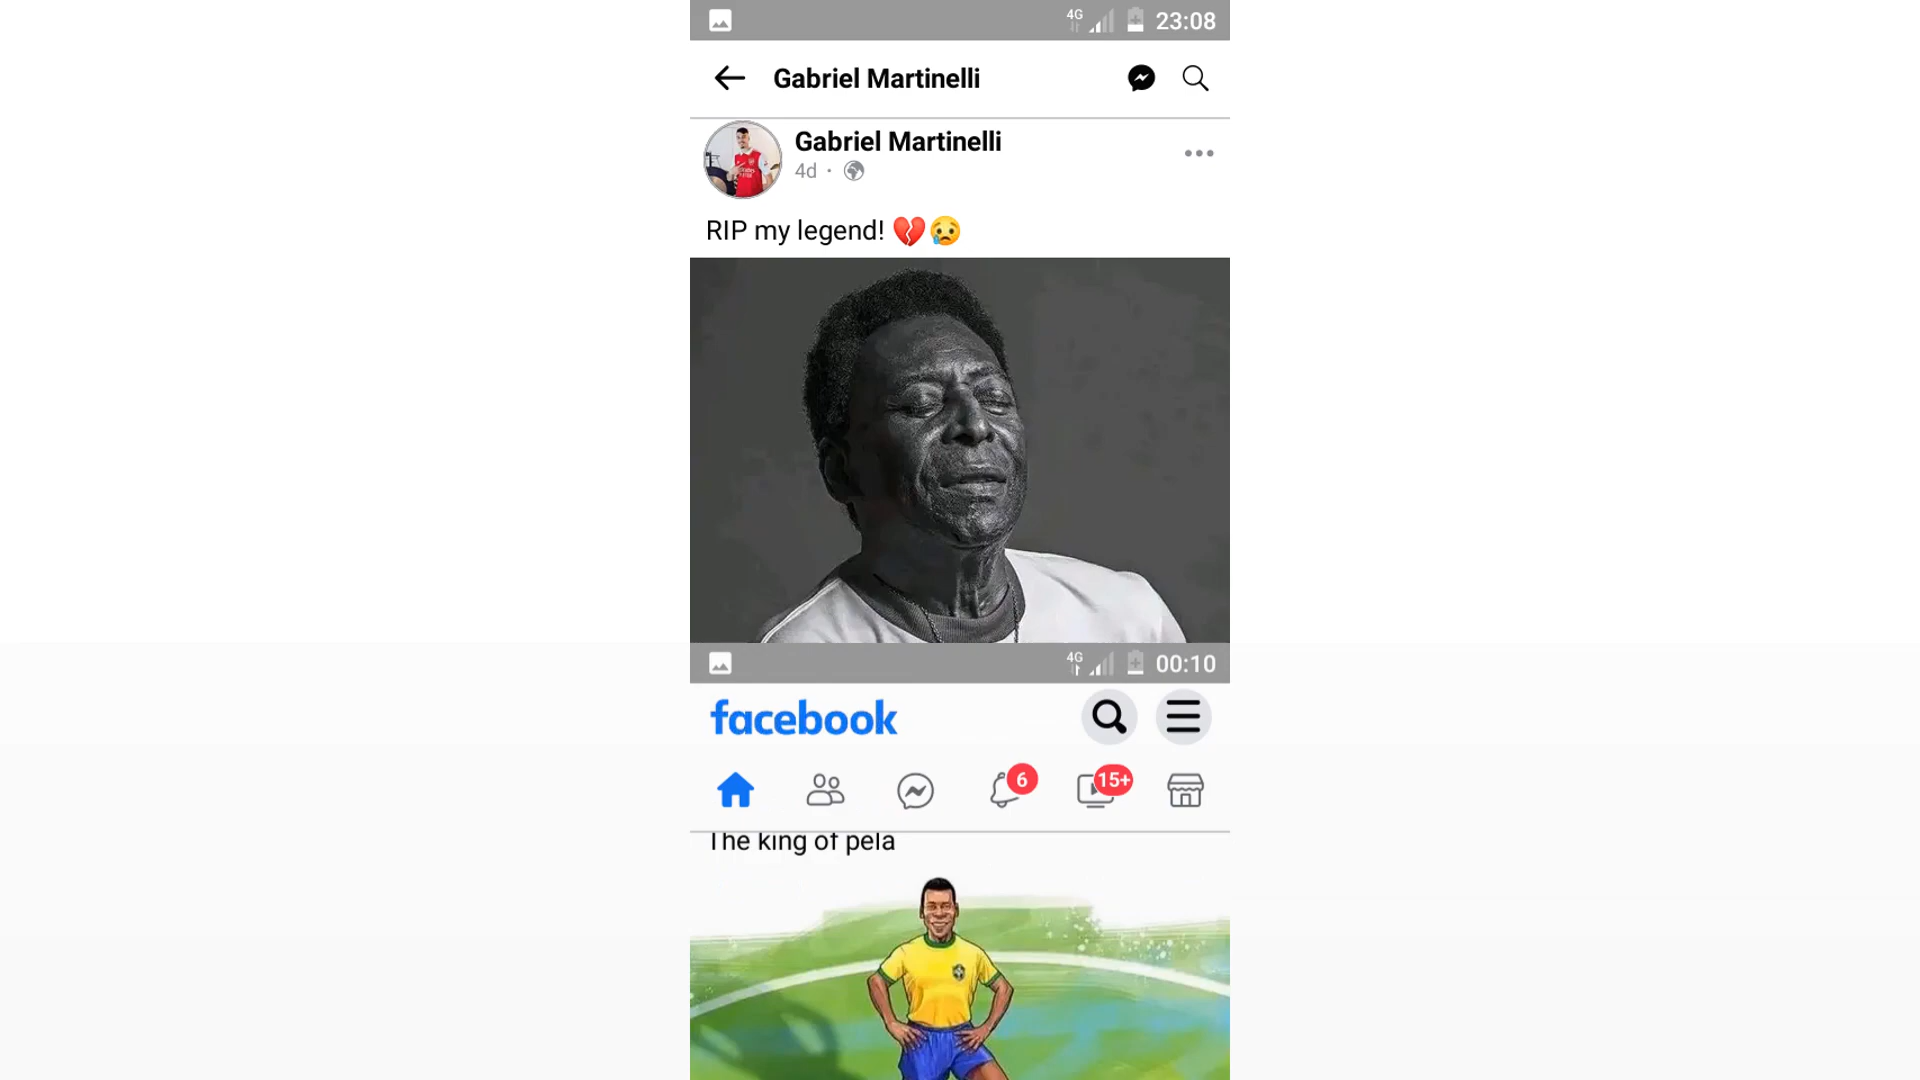 4G 23:08
Gabriel Martinelli
Gabriel Martinelli
4d ·
RIP my legend! 💔😢
4G 00:10
facebook
6 15+
The king of pela